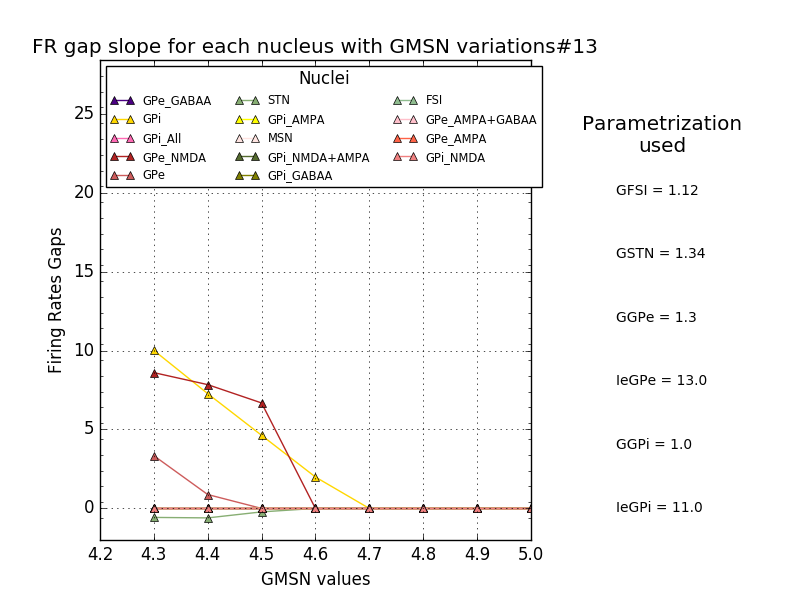 FR gap slope for each nucleus with GMSN variations#13
Nuclei
GPe_GABAA
GPi
GPi_All
GPe_NMDA
GPe
STN
GPi_AMPA
MSN
GPi_NMDA+AMPA
GPi_GABAA
FSI
GPe_AMPA+GABAA
GPe_AMPA
GPi_NMDA
25
20
15
10
5
0
Firing Rates Gaps
4.2 4.3 4.4 4.5 4.6 4.7 4.8 4.9 5.0
GMSN values
Parametrization
used
GFSI = 1.12
GSTN = 1.34
GGPe = 1.3
IeGPe = 13.0
GGPi = 1.0
IeGPi = 11.0